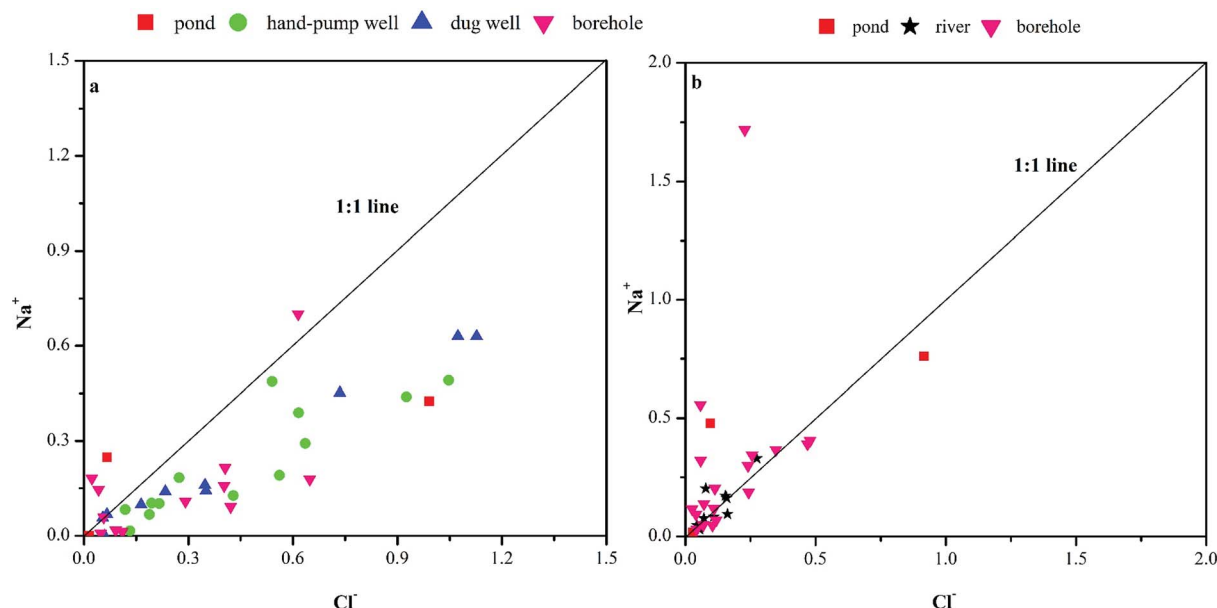 pond hand-pump well dug well borehole
pond river borehole
a
1.5
1.2
0.9
0.6
0.3
0.0
0.0 0.3 0.6 0.9 1.2 1.5
Na+
Cl-
1:1 line
b
2.0
1.5
1.0
0.5
0.0
0.0 0.5 1.0 1.5 2.0
Na+
Cl-
1:1 line